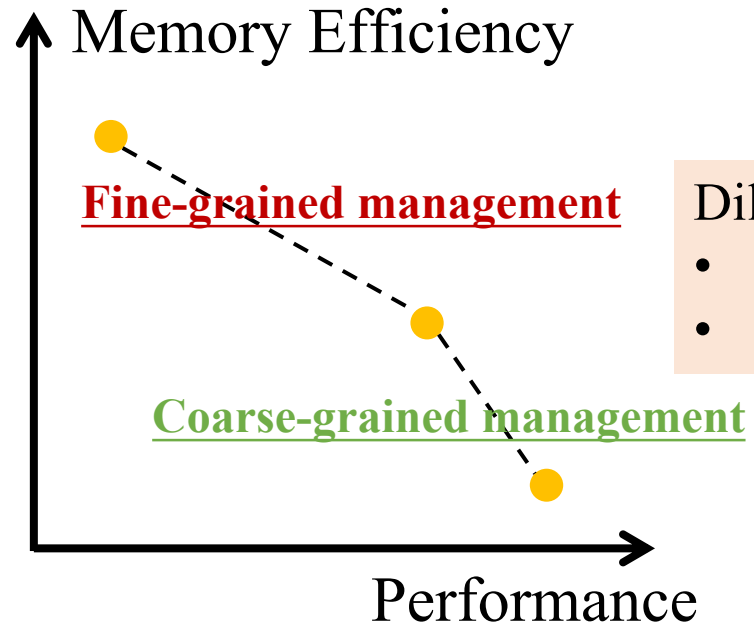 Memory Efficiency
Fine-grained management
Coarse-grained management
Performance